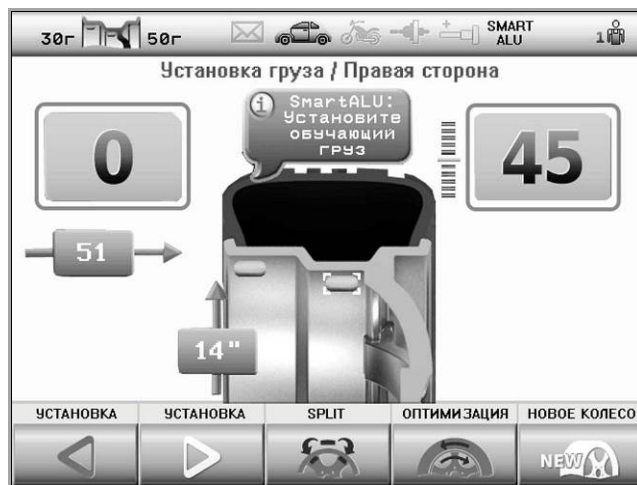 30г 50г SMART
ALU 1
Установка груза / Правая сторона
i SmartALU:
Установите
обучающий
груз
0 45
51
14"
УСТАНОВКА УСТАНОВКА SPLIT ОПТИМИЗАЦИЯ НОВОЕ КОЛЕСО
NEW